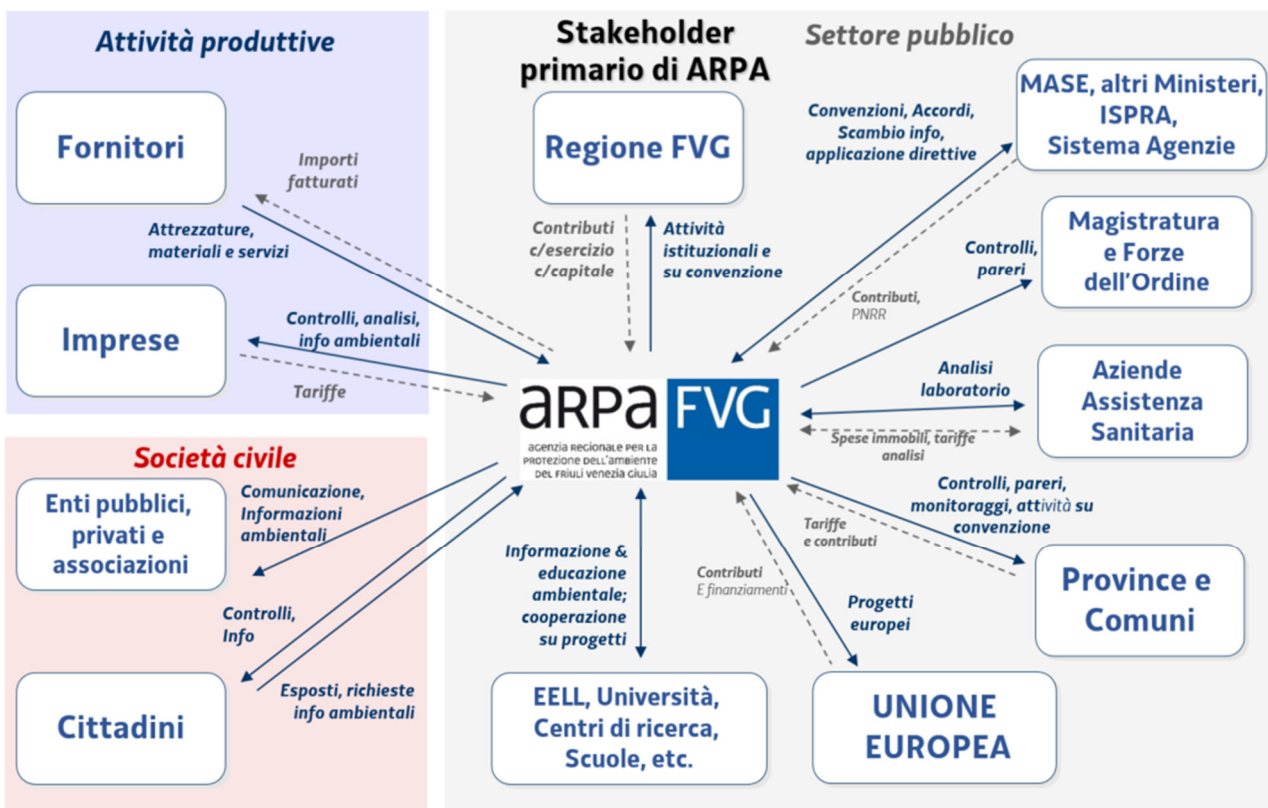 Attività produttive
Fornitori
Importi
fatturati
Attrezzature,
materiali e servizi
Imprese
Controlli, analisi,
info ambientali
Tariffe
Società civile
Enti pubblici,
privati e
associazioni
Comunicazione,
Informazioni
ambientali
Controlli,
Info
Cittadini
Esposti, richieste
info ambientali
Stakeholder
primario di ARPA
Settore pubblico
Regione FVG
Contributi
c/esercizio
c/capitale
Attività
istituzionali e
su convenzione
Convenzioni, Accordi,
Scambio info,
applicazione direttive
MASE, altri Ministeri,
ISPRA,
Sistema Agenzie
Contributi,
PNRR
Controlli,
pareri
Magistratura
e Forze
dell'Ordine
aRPa FVG
agenzia regionale per la
protezione dell'ambiente
del friuli venezia giulia
Analisi
laboratorio
Spese immobili, tariffe
analisi
Aziende
Assistenza
Sanitaria
Controlli, pareri,
monitoraggi, attività su
convenzione
Tariffe
e contributi
Province e
Comuni
Informazione &
educazione
ambientale;
cooperazione
su progetti
Contributi
E finanziamenti
Progetti
europei
EELL, Università,
Centri di ricerca,
Scuole, etc.
UNIONE
EUROPEA